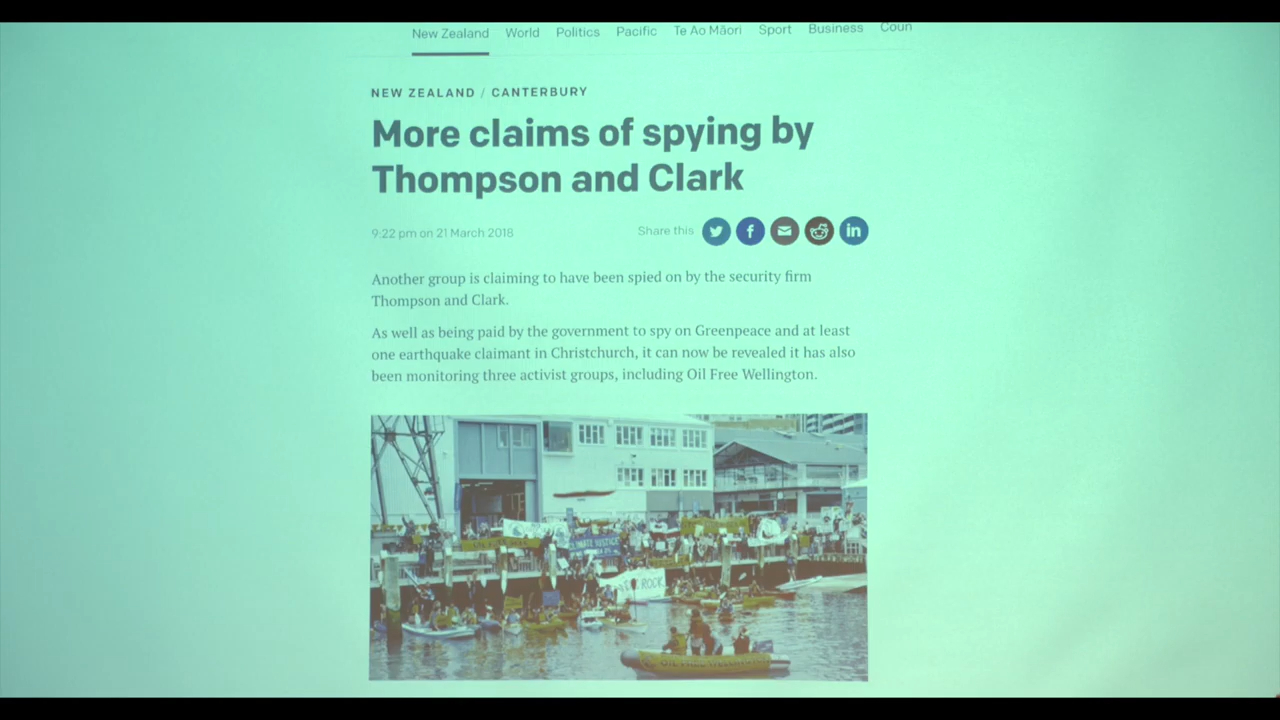 New Zealand World Politics Pacific Te Ao Māori Sport Business Coun
NEW ZEALAND / CANTERBURY
More claims of spying by
Thompson and Clark
9:22 pm on 21 March 2018
Share this
Another group is claiming to have been spied on by the security firm
Thompson and Clark.
As well as being paid by the government to spy on Greenpeace and at least
one earthquake claimant in Christchurch, it can now be revealed it has also
been monitoring three activist groups, including Oil Free Wellington.
CLIMATE JUSTICE
ROCK